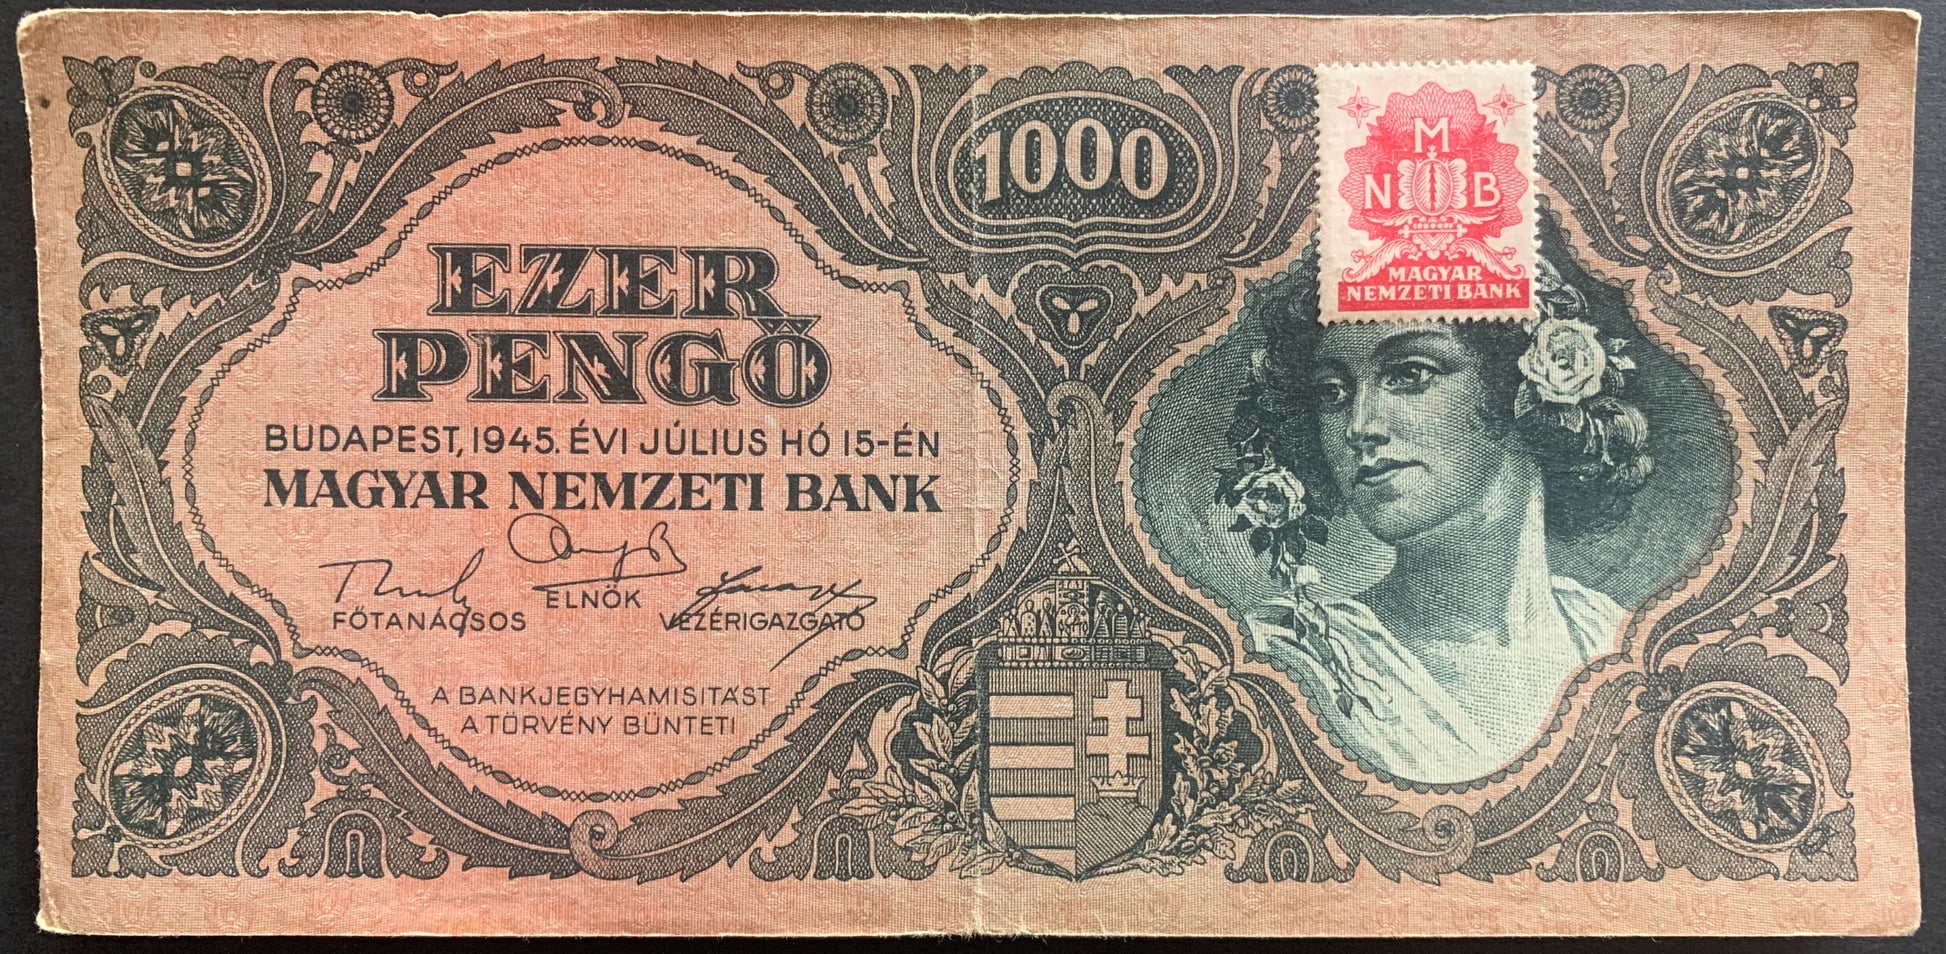 1000
M
N B
MAGYAR
NEMZETI BANK
EZER
PENGŐ
BUDAPEST, 1945. ÉVI JÚLIUS HÓ 15-ÉN
MAGYAR NEMZETI BANK
FŐTANÁCSOS
ELNÖK
VEZÉRIGAZGATÓ
A BANKJEGYHAMISITÁST
A TÖRVÉNY BÜNTETI